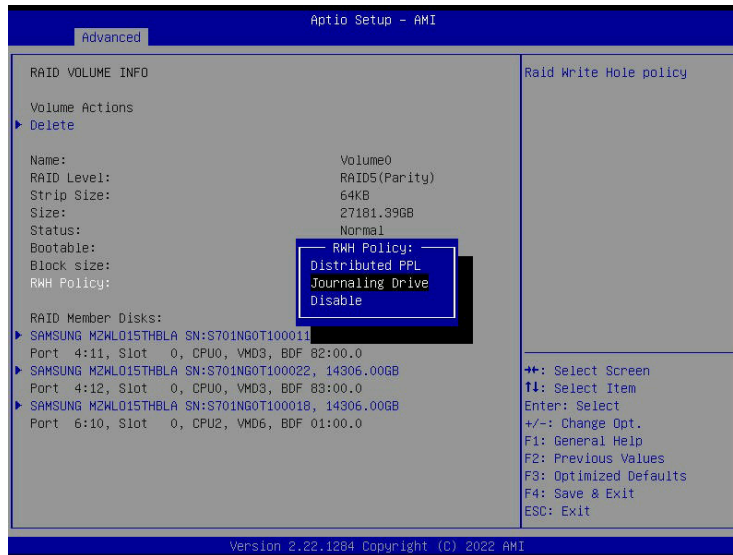 Aptio Setup - AMI
Advanced
RAID VOLUME INFO
Raid Write Hole policy
Volume Actions
Delete
Name: Volume0
RAID Level: RAID5(Parity)
Strip Size: 64KB
Size: 27181.39GB
Status: Normal
Bootable:
Block size:
RWH Policy:
RWH Policy:
Distributed PPL
Journaling Drive
Disable
RAID Member Disks:
SAMSUNG MZWLO15THBLA SN:S701NG0T100011
Port 4:11, Slot 0, CPU0, VMD3, BDF 82:00.0
SAMSUNG MZWLO15THBLA SN:S701NG0T100022, 14306.00GB
Port 4:12, Slot 0, CPU0, VMD3, BDF 83:00.0
SAMSUNG MZWLO15THBLA SN:S701NG0T100018, 14306.00GB
Port 6:10, Slot 0, CPU2, VMD6, BDF 01:00.0
→←: Select Screen
↑↓: Select Item
Enter: Select
+/-: Change Opt.
F1: General Help
F2: Previous Values
F3: Optimized Defaults
F4: Save & Exit
ESC: Exit
Version 2.22.1284 Copyright (C) 2022 AMI